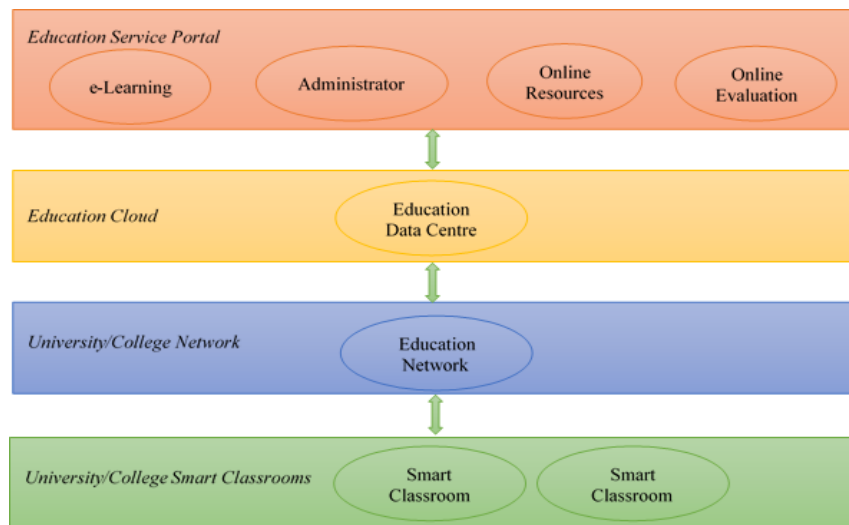 Education Service Portal
e-Learning
Administrator
Online
Resources
Online
Evaluation
Education Cloud
Education
Data Centre
University/College Network
Education
Network
University/College Smart Classrooms
Smart
Classroom
Smart
Classroom